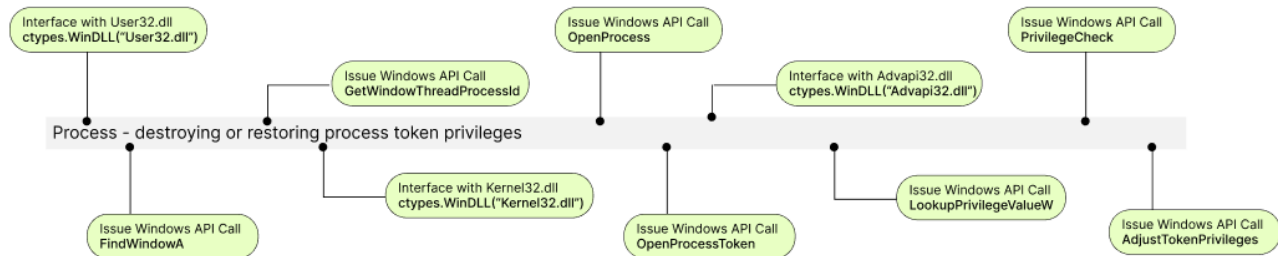 Interface with User32.dll
ctypes.WinDLL(“User32.dll”)
Issue Windows API Call
OpenProcess
Issue Windows API Call
PrivilegeCheck
Issue Windows API Call
GetWindowThreadProcessId
Interface with Advapi32.dll
ctypes.WinDLL(“Advapi32.dll”)
Process - destroying or restoring process token privileges
Interface with Kernel32.dll
ctypes.WinDLL(“Kernel32.dll”)
Issue Windows API Call
LookupPrivilegeValueW
Issue Windows API Call
FindWindowA
Issue Windows API Call
OpenProcessToken
Issue Windows API Call
AdjustTokenPrivileges